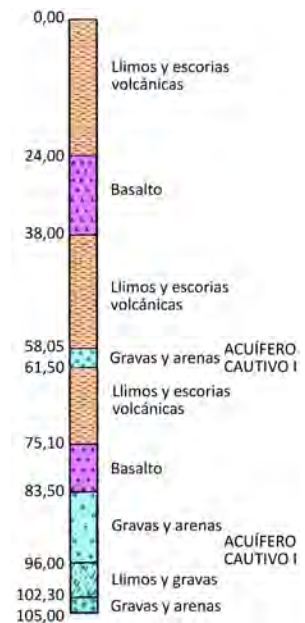 0,00
Llimos y escorias
volcánicas
24,00
Basalto
38,00
Llimos y escorias
volcánicas
58,05
Gravas y arenas
ACUÍFERO
CAUTIVO I
61,50
Llimos y escorias
volcánicas
75,10
Basalto
83,50
Gravas y arenas
ACUÍFERO
CAUTIVO I
96,00
Llimos y gravas
102,30
Gravas y arenas
105,00